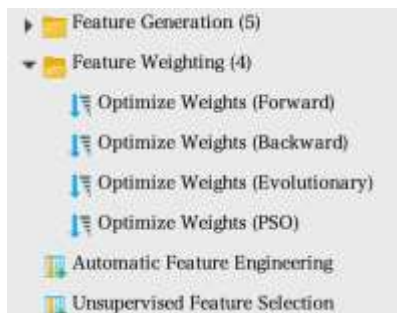 Feature Generation (5)
Feature Weighting (4)
Optimize Weights (Forward)
Optimize Weights (Backward)
Optimize Weights (Evolutionary)
Optimize Weights (PSO)
Automatic Feature Engineering
Unsupervised Feature Selection